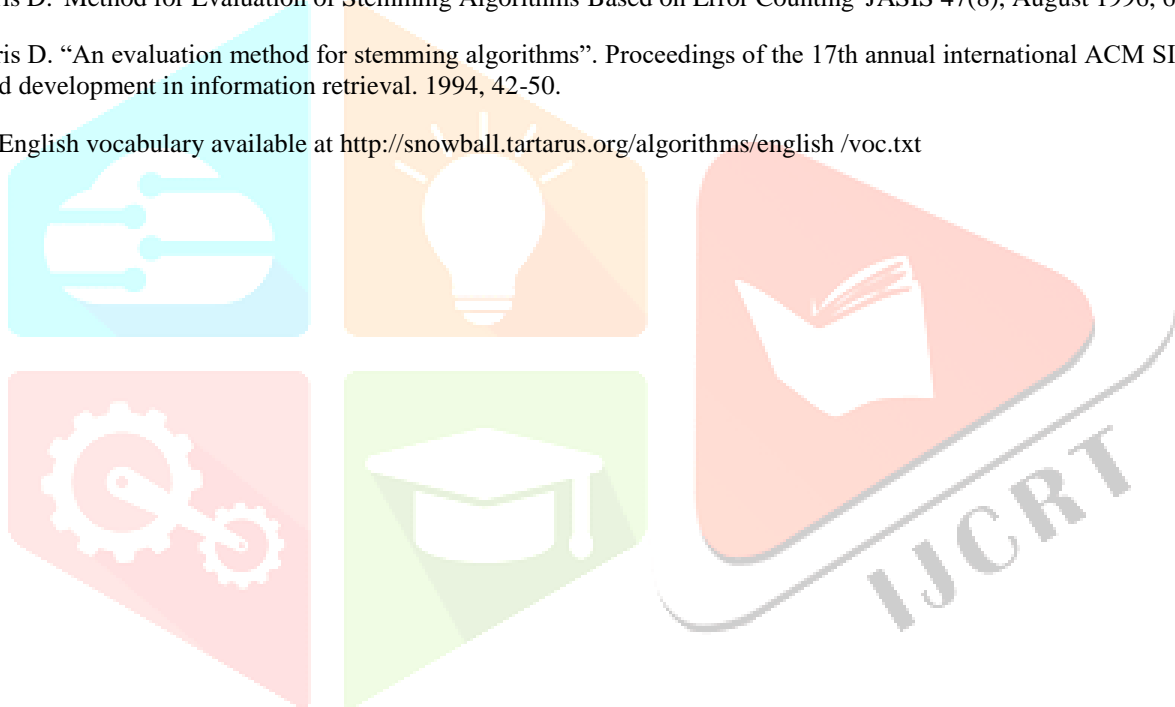 ris D. "Method for Evaluation of Stemming Algorithms Based on Error Counting" JASIS 47(8), August 1996, 6
ris D. “An evaluation method for stemming algorithms”. Proceedings of the 17th annual international ACM SI
d development in information retrieval. 1994, 42-50.
English vocabulary available at http://snowball.tartarus.org/algorithms/english /voc.txt
IJCRT